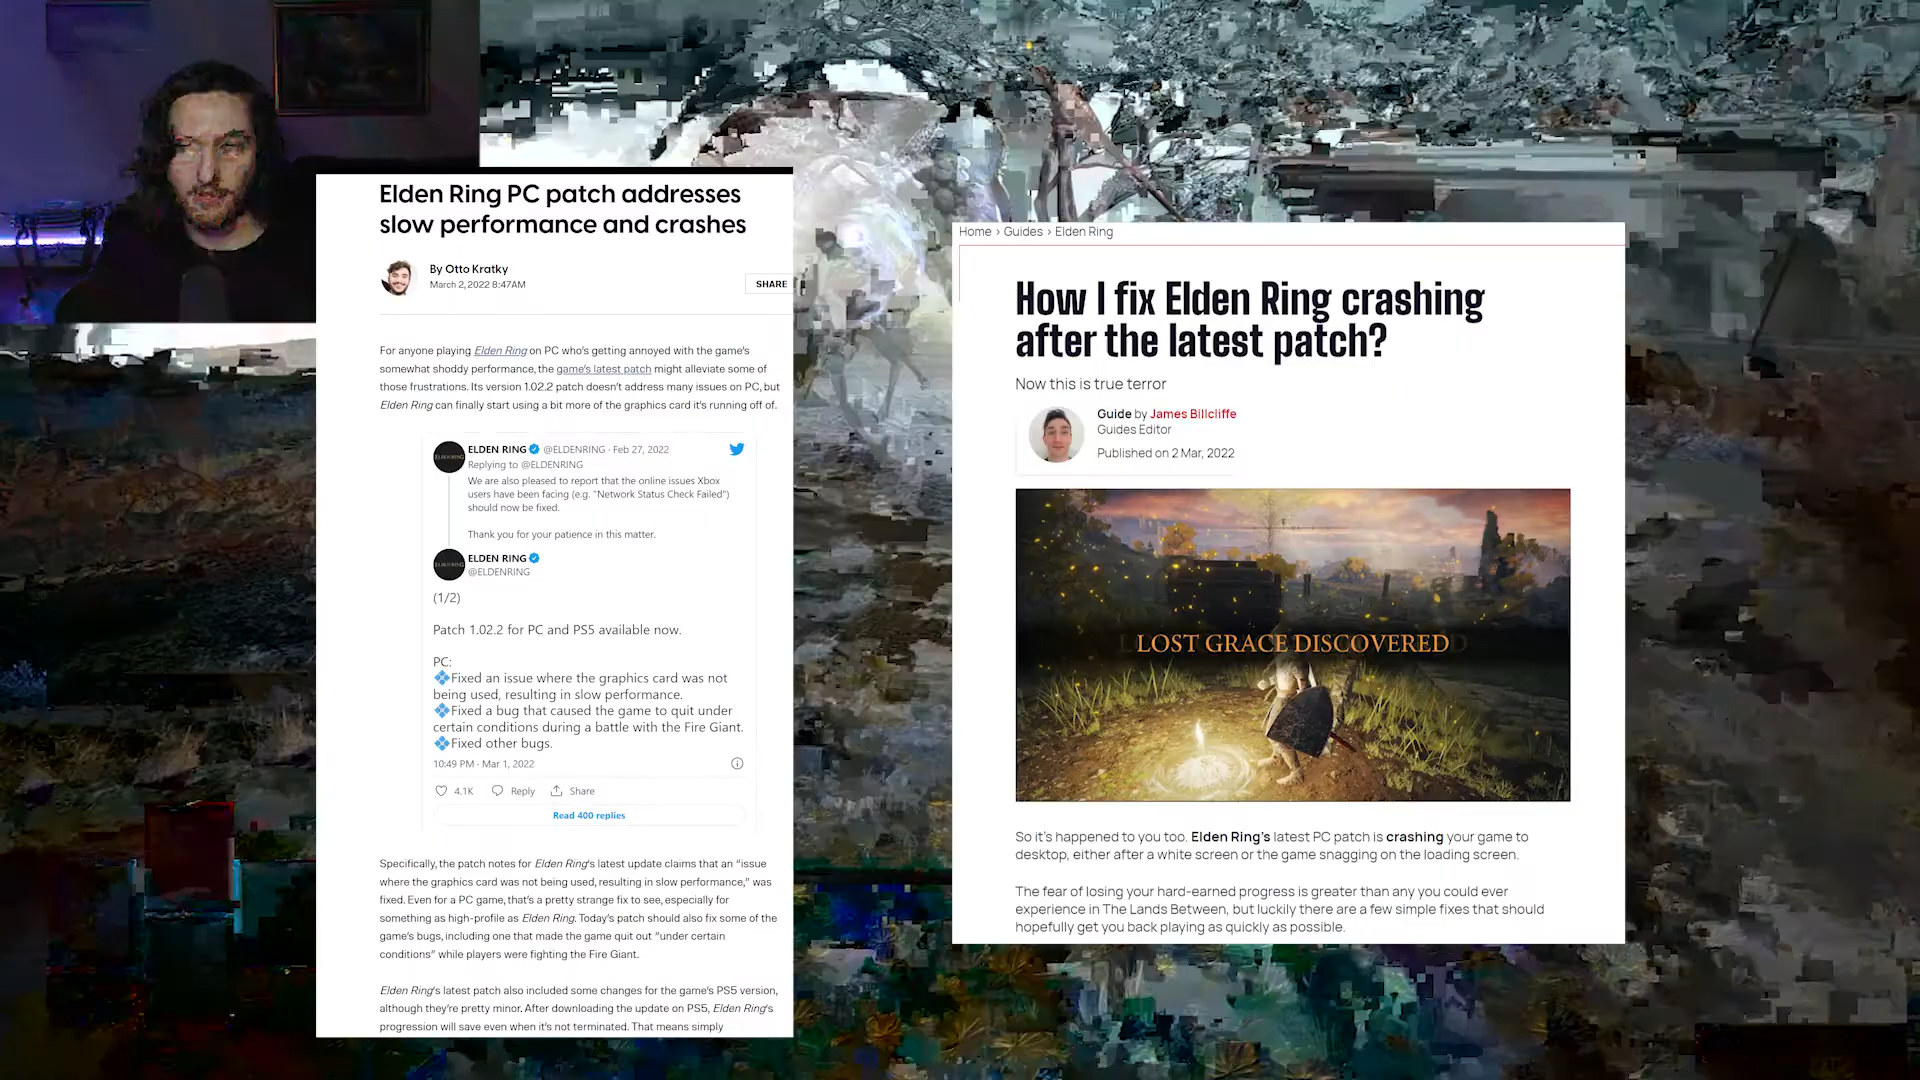 Elden Ring PC patch addresses
slow performance and crashes
By Otto Kratky
March 2, 2022 8:47AM
SHARE
For anyone playing Elden Ring on PC who's getting annoyed with the game's
somewhat shoddy performance, the game's latest patch might alleviate some of
those frustrations. Its version 1.02.2 patch doesn't address many issues on PC, but
Elden Ring can finally start using a bit more of the graphics card it's running off of.
ELDEN RING @ELDENRING · Feb 27, 2022
Replying to @ELDENRING
We are also pleased to report that the online issues Xbox
users have been facing (e.g. "Network Status Check Failed")
should now be fixed.
Thank you for your patience in this matter.
ELDEN RING
@ELDENRING
(1/2)
Patch 1.02.2 for PC and PS5 available now.
PC:
Fixed an issue where the graphics card was not
being used, resulting in slow performance.
Fixed a bug that caused the game to quit under
certain conditions during a battle with the Fire Giant.
Fixed other bugs.
10:49 PM · Mar 1, 2022
4.1K Reply Share
Read 400 replies
Specifically, the patch notes for Elden Ring's latest update claims that an “issue
where the graphics card was not being used, resulting in slow performance,” was
fixed. Even for a PC game, that's a pretty strange fix to see, especially for
something as high-profile as Elden Ring. Today's patch should also fix some of the
game's bugs, including one that made the game quit out “under certain
conditions” while players were fighting the Fire Giant.
Elden Ring's latest patch also included some changes for the game's PS5 version,
although they're pretty minor. After downloading the update on PS5, Elden Ring's
progression will save even when it's not terminated. That means simply
Home › Guides › Elden Ring
How I fix Elden Ring crashing
after the latest patch?
Now this is true terror
Guide by James Billcliffe
Guides Editor
Published on 2 Mar, 2022
LOST GRACE DISCOVERED
So it's happened to you too. Elden Ring's latest PC patch is crashing your game to
desktop, either after a white screen or the game snagging on the loading screen.
The fear of losing your hard-earned progress is greater than any you could ever
experience in The Lands Between, but luckily there are a few simple fixes that should
hopefully get you back playing as quickly as possible.